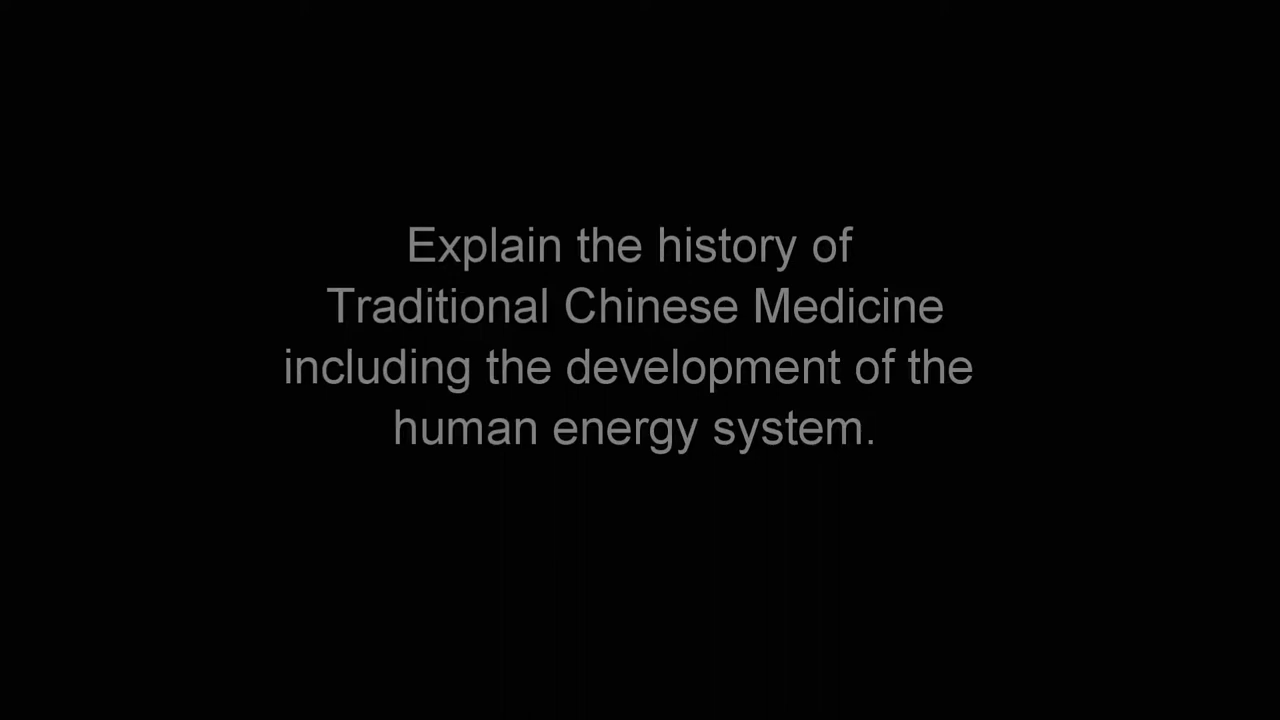 Explain the history of
Traditional Chinese Medicine
including the development of the
human energy system.